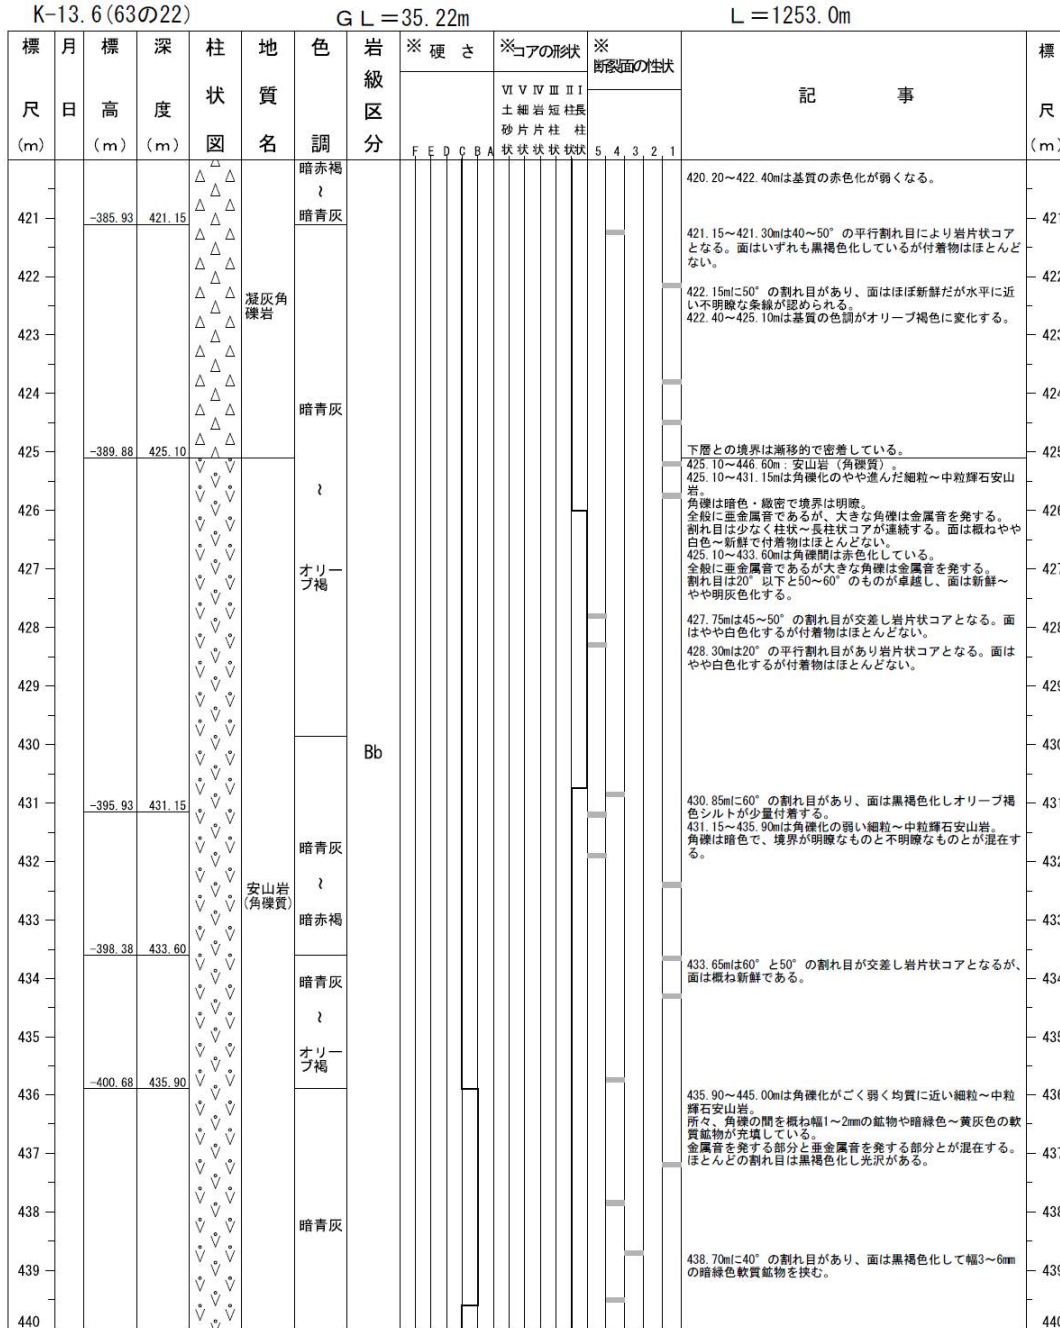 K-13.6(63の22)
GL=35.22m
L=1253.0m
標尺(m)
月日
標高(m)
深度(m)
柱状図
地質名
色調
岩級区分
※硬さ
F E D C B A
※コアの形状
Ⅵ土砂状 Ⅴ細片状 Ⅳ岩片状 Ⅲ短柱状 Ⅱ柱状 Ⅰ長柱状
※断裂面の性状
5 4 3 2 1
記事
標尺(m)
421
422
423
424
425
426
427
428
429
430
431
432
433
434
435
436
437
438
439
440
-385.93 421.15
-389.88 425.10
-395.93 431.15
-398.38 433.60
-400.68 435.90
凝灰角
礫岩
安山岩
(角礫質)
暗赤褐
~
暗青灰
暗青灰
~
オリー
ブ褐
暗青灰
~
暗赤褐
暗青灰
~
オリー
ブ褐
暗青灰
Bb
420.20~422.40mは基質の赤色化が弱くなる。
421.15~421.30mは40~50°の平行割れ目により岩片状コア
となる。面はいずれも黒褐色化しているが付着物はほとんど
ない。
422.15mに50°の割れ目があり、面はほぼ新鮮だが水平に近
い不明瞭な条線が認められる。
422.40~425.10mは基質の色調がオリーブ褐色に変化する。
下層との境界は漸移的で密着している。
425.10~446.60m:安山岩(角礫質)。
425.10~431.15mは角礫化のやや進んだ細粒~中粒輝石安山
岩。
角礫は暗色・緻密で境界は明瞭。
全般に亜金属音であるが、大きな角礫は金属音を発する。
割れ目は少なく柱状~長柱状コアが連続する。面は概ねやや
白色~新鮮で付着物はほとんどない。
425.10~433.60mは角礫間は赤色化している。
全般に亜金属音であるが大きな角礫は金属音を発する。
割れ目は20°以下と50~60°のものが卓越し、面は新鮮~
やや明灰色化する。
427.75mは45~50°の割れ目が交差し岩片状コアとなる。面
はやや白色化するが付着物はほとんどない。
428.30mは20°の平行割れ目があり岩片状コアとなる。面は
やや白色化するが付着物はほとんどない。
430.85mに60°の割れ目があり、面は黒褐色化しオリーブ褐
色シルトが少量付着する。
431.15~435.90mは角礫化の弱い細粒~中粒輝石安山岩。
角礫は暗色で、境界が明瞭なものと不明瞭なものとが混在す
る。
433.65mは60°と50°の割れ目が交差し岩片状コアとなるが、
面は概ね新鮮である。
435.90~445.00mは角礫化がごく弱く均質に近い細粒~中粒
輝石安山岩。
所々、角礫の間を概ね幅1~2mmの鉱物や暗緑色~黄灰色の軟
質鉱物が充填している。
金属音を発する部分と亜金属音を発する部分とが混在する。
ほとんどの割れ目は黒褐色化し光沢がある。
438.70mに40°の割れ目があり、面は黒褐色化して幅3~6mm
の暗緑色軟質鉱物を挟む。
421
422
423
424
425
426
427
428
429
430
431
432
433
434
435
436
437
438
439
440